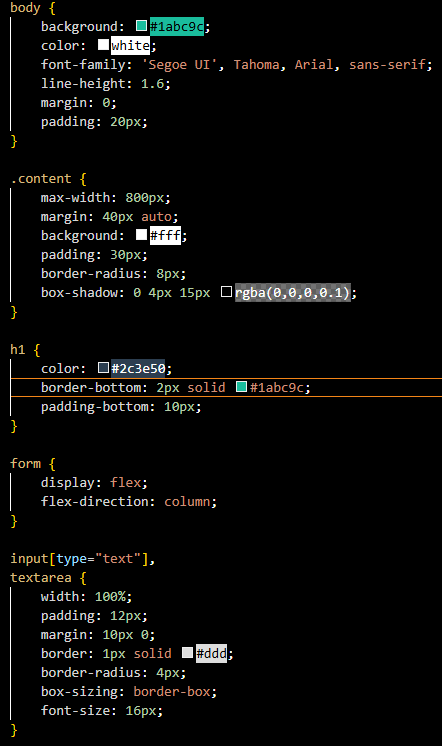 body {
    background: #1abc9c;
    color: white;
    font-family: 'Segoe UI', Tahoma, Arial, sans-serif;
    line-height: 1.6;
    margin: 0;
    padding: 20px;
}

.content {
    max-width: 800px;
    margin: 40px auto;
    background: #fff;
    padding: 30px;
    border-radius: 8px;
    box-shadow: 0 4px 15px rgba(0,0,0,0.1);
}

h1 {
    color: #2c3e50;
    border-bottom: 2px solid #1abc9c;
    padding-bottom: 10px;
}

form {
    display: flex;
    flex-direction: column;
}

input[type="text"],
textarea {
    width: 100%;
    padding: 12px;
    margin: 10px 0;
    border: 1px solid #ddd;
    border-radius: 4px;
    box-sizing: border-box;
    font-size: 16px;
}